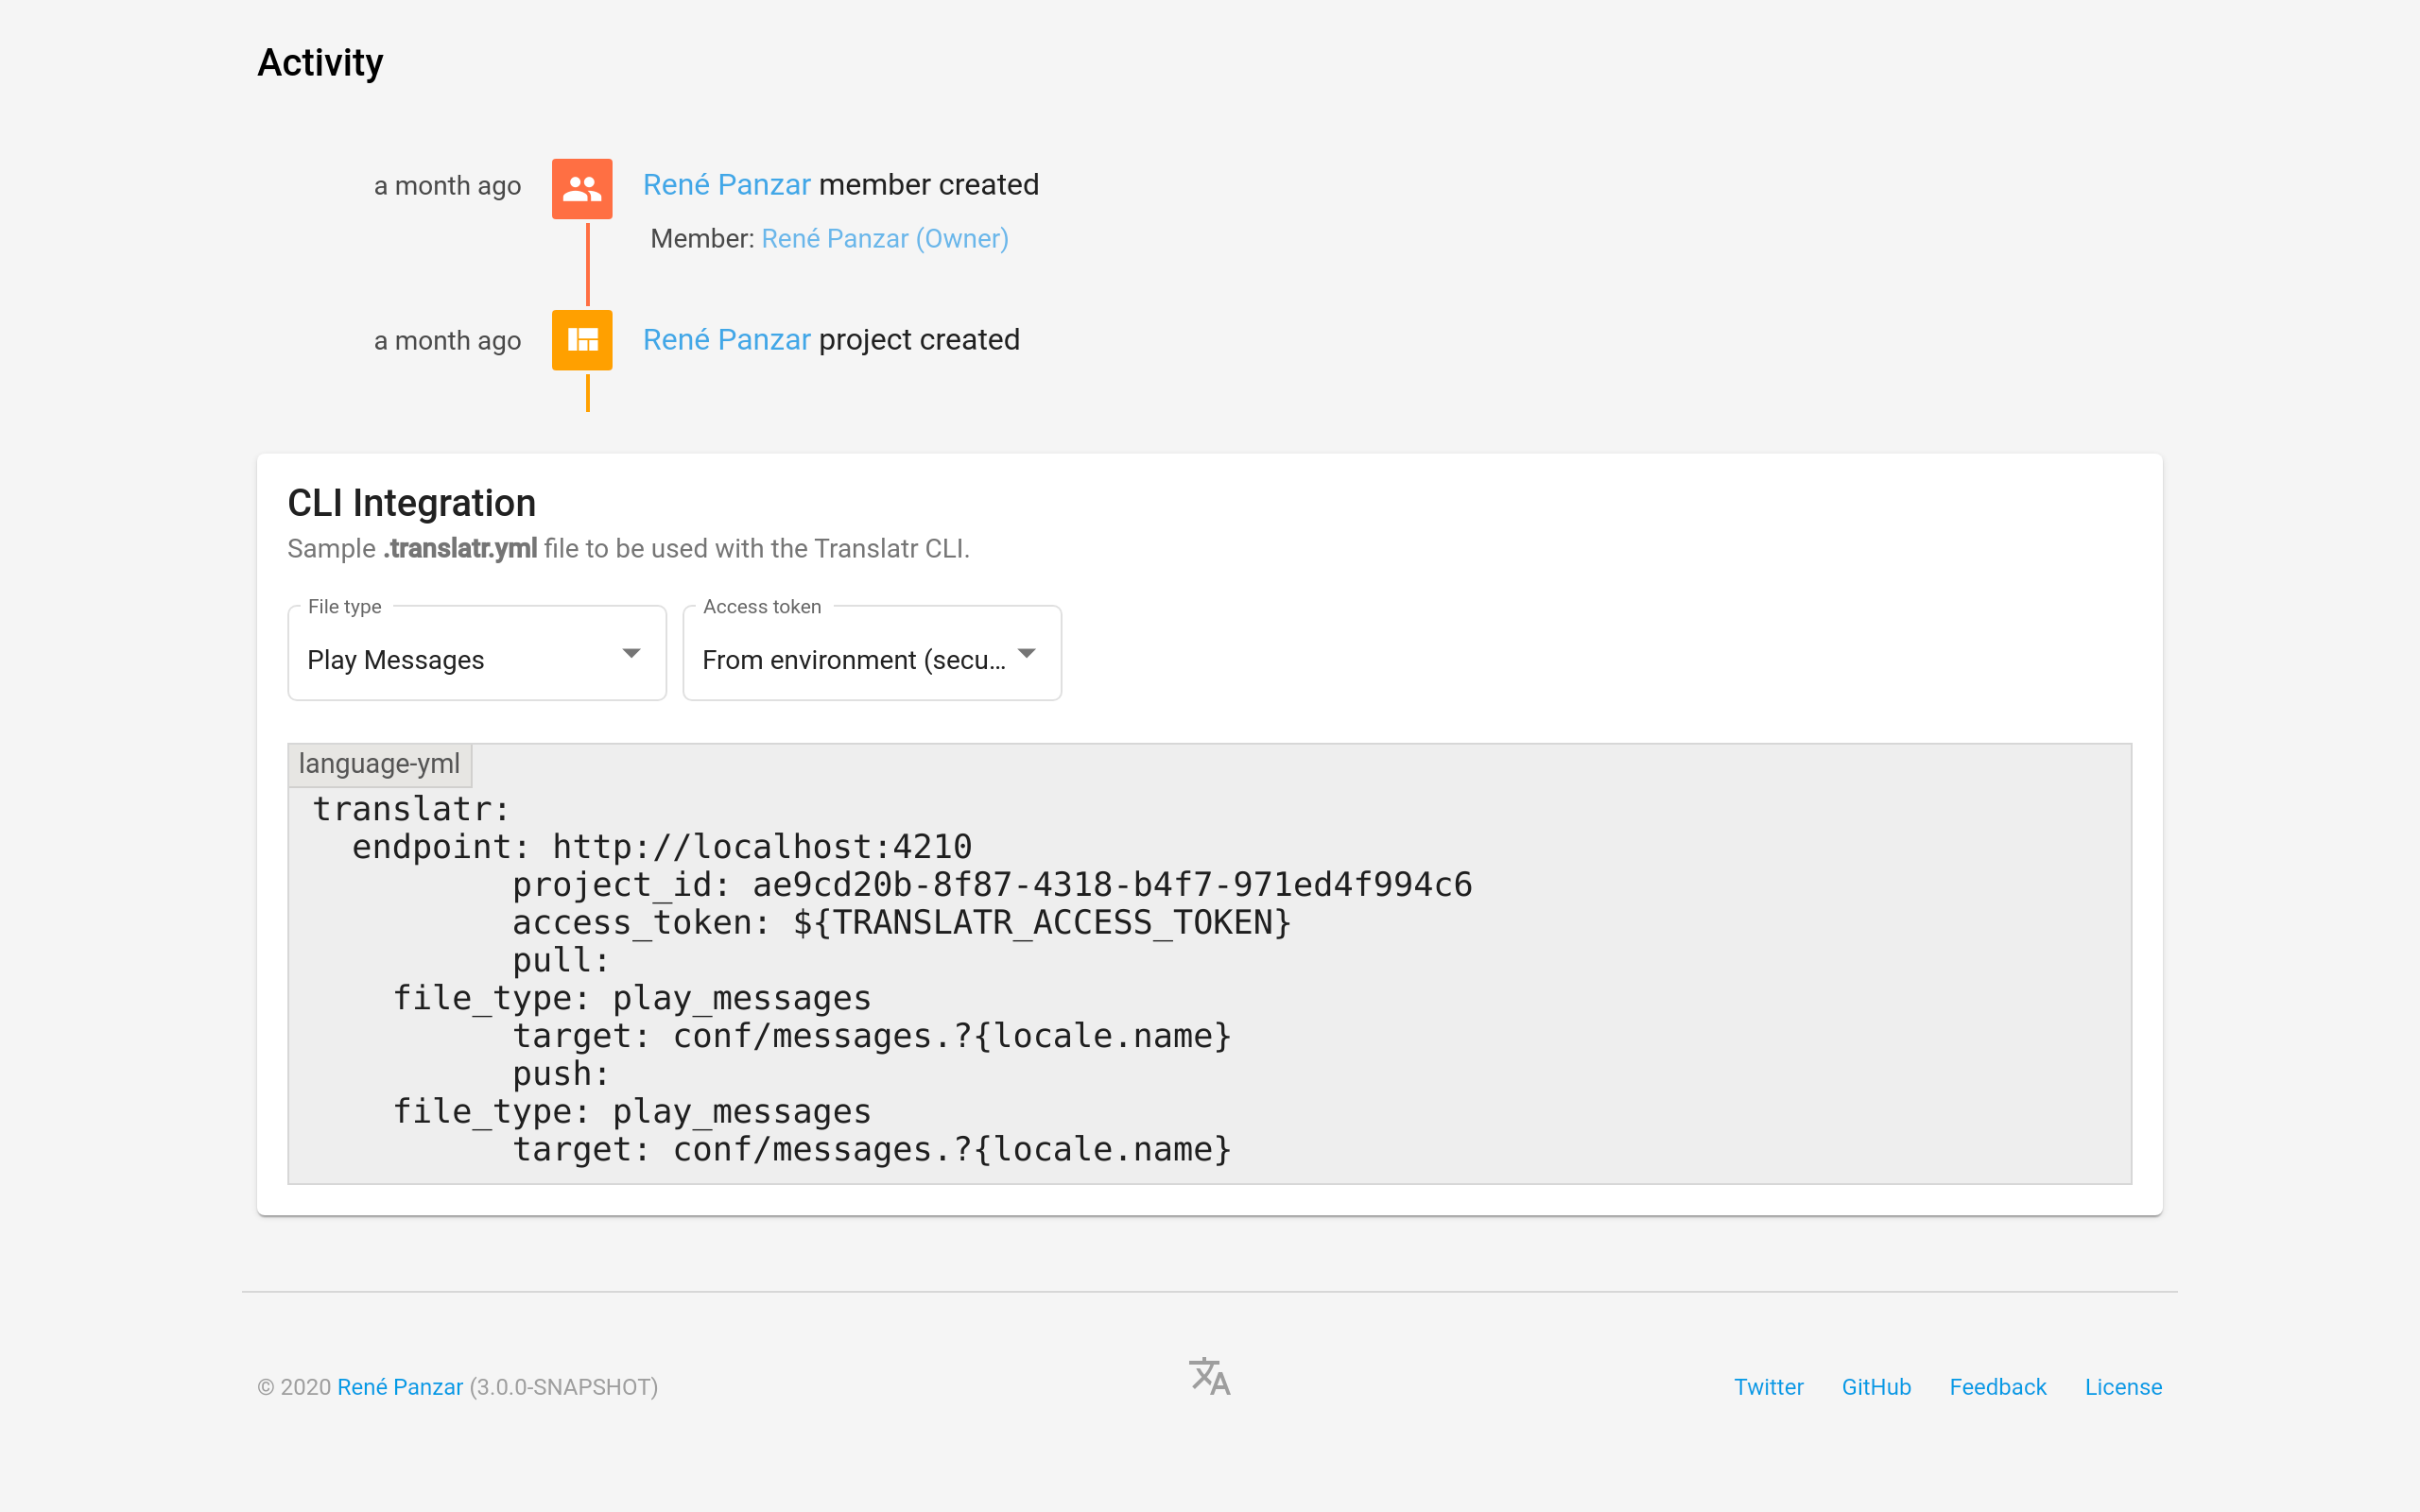 Activity
a month ago René Panzar member created
Member: René Panzar (Owner)
a month ago René Panzar project created
CLI Integration
Sample .translatr.yml file to be used with the Translatr CLI.
File type Access token
Play Messages From environment (secu...
language-yml
translatr:
  endpoint: http://localhost:4210
          project_id: ae9cd20b-8f87-4318-b4f7-971ed4f994c6
          access_token: ${TRANSLATR_ACCESS_TOKEN}
          pull:
    file_type: play_messages
          target: conf/messages.?{locale.name}
          push:
    file_type: play_messages
          target: conf/messages.?{locale.name}
© 2020 René Panzar (3.0.0-SNAPSHOT) Twitter GitHub Feedback License